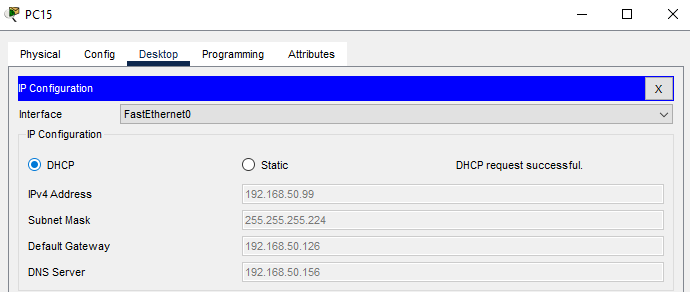 PC15
Physical Config Desktop Programming Attributes
IP Configuration X
Interface FastEthernet0
IP Configuration
DHCP Static DHCP request successful.
IPv4 Address 192.168.50.99
Subnet Mask 255.255.255.224
Default Gateway 192.168.50.126
DNS Server 192.168.50.156